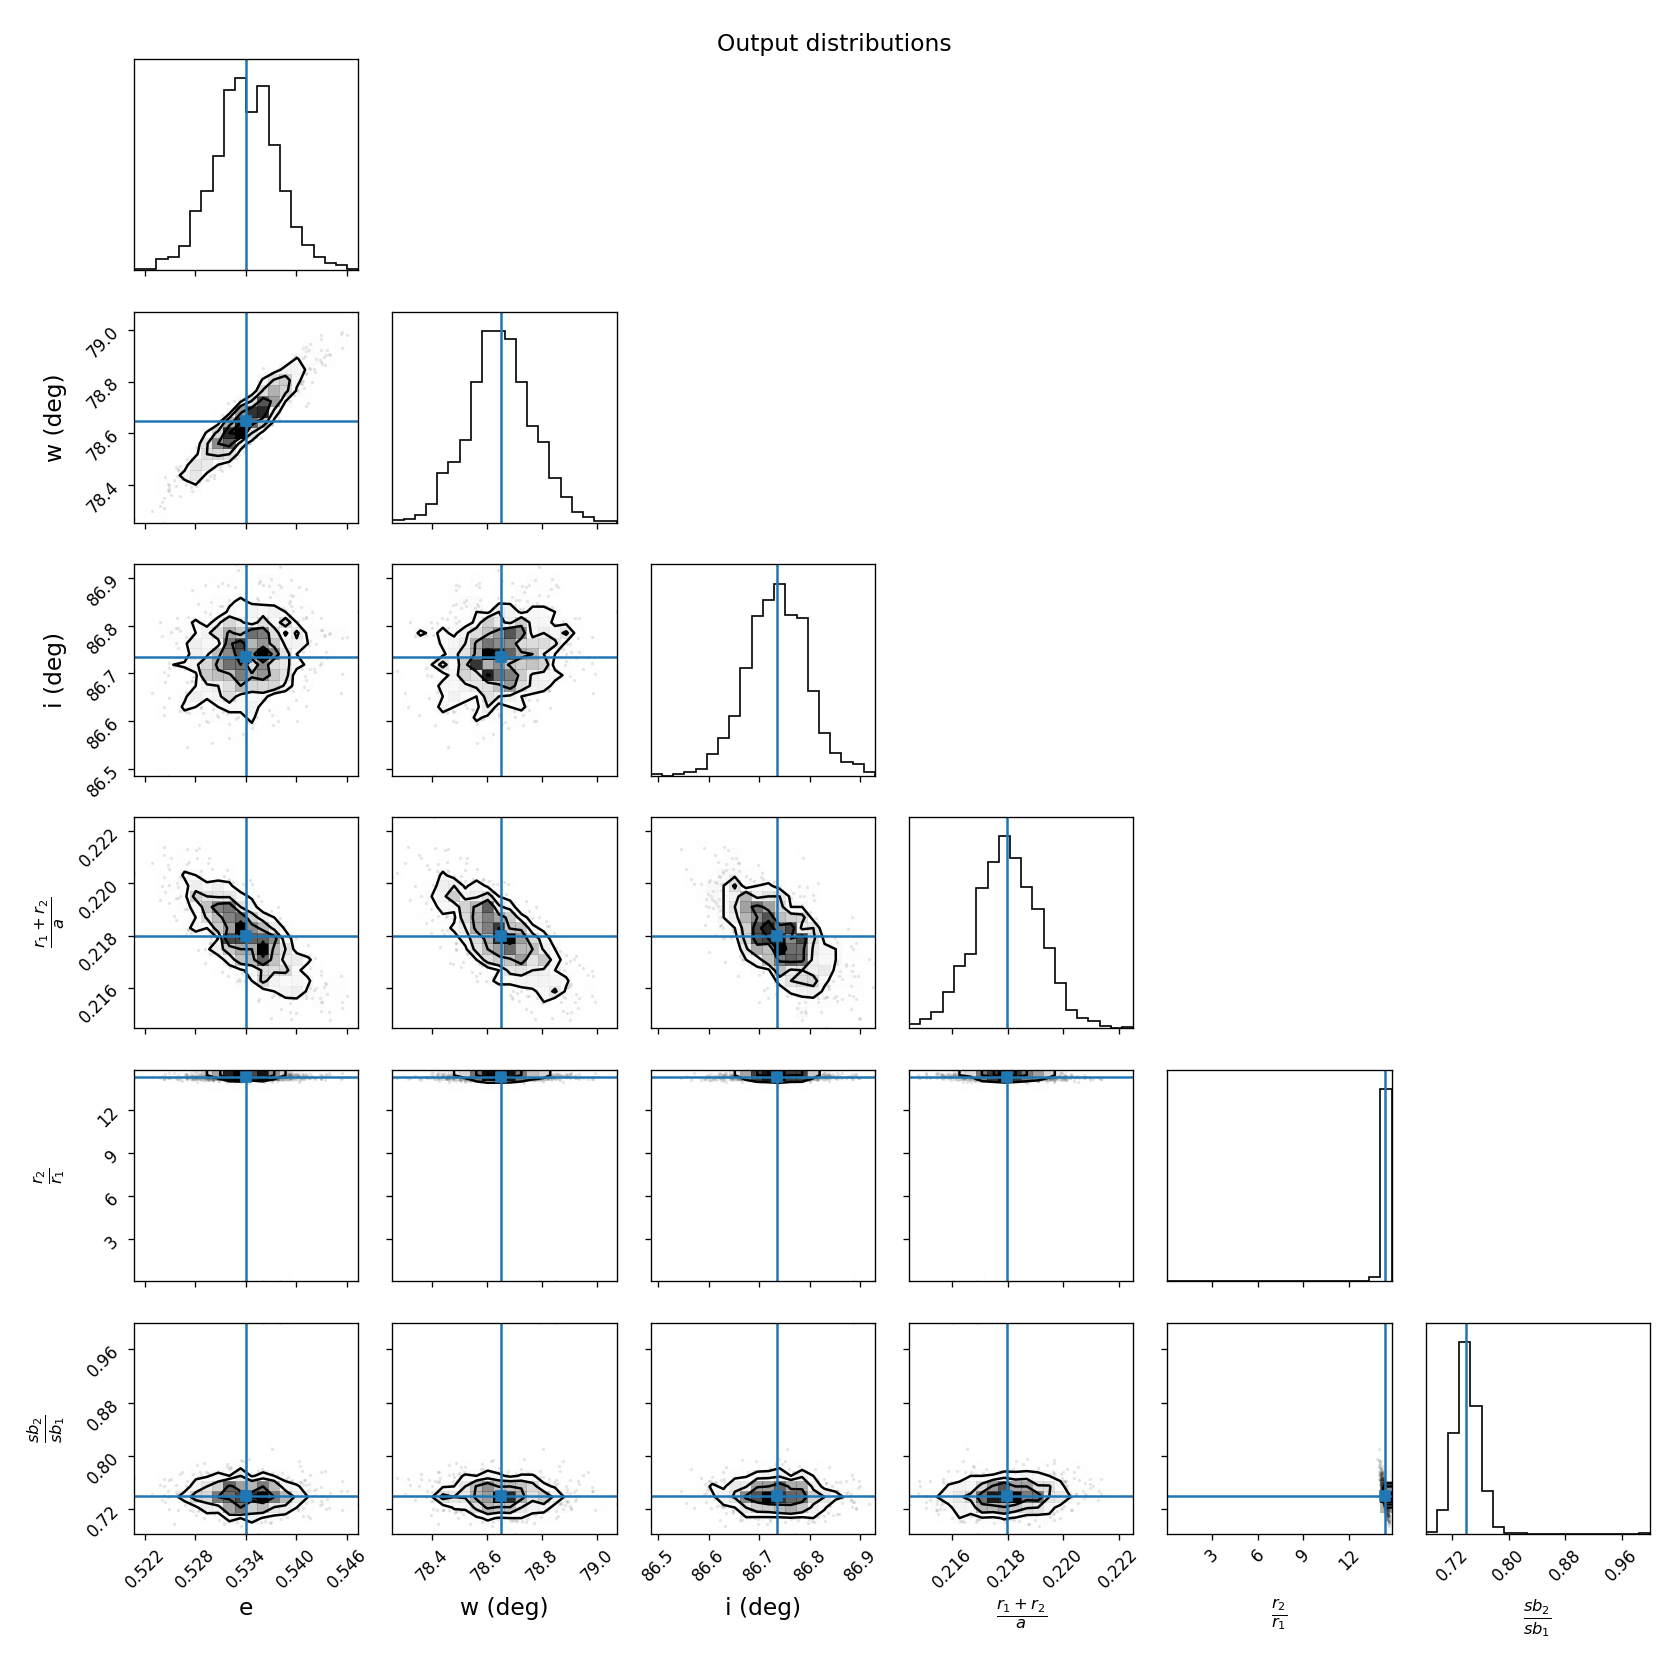 Output distributions
w (deg)
79.0
78.8
78.6
78.4
i (deg)
86.9
86.8
86.7
86.6
86.5
r₁ + r₂
a
0.222
0.220
0.218
0.216
r₂
r₁
12
9
6
3
sb₂
sb₁
0.96
0.88
0.80
0.72
0.522 0.528 0.534 0.540 0.546 78.4 78.6 78.8 79.0 86.5 86.6 86.7 86.8 86.9 0.216 0.218 0.220 0.222 3 6 9 12 0.72 0.80 0.88 0.96
e w (deg) i (deg) r₁ + r₂ r₂ sb₂
a r₁ sb₁